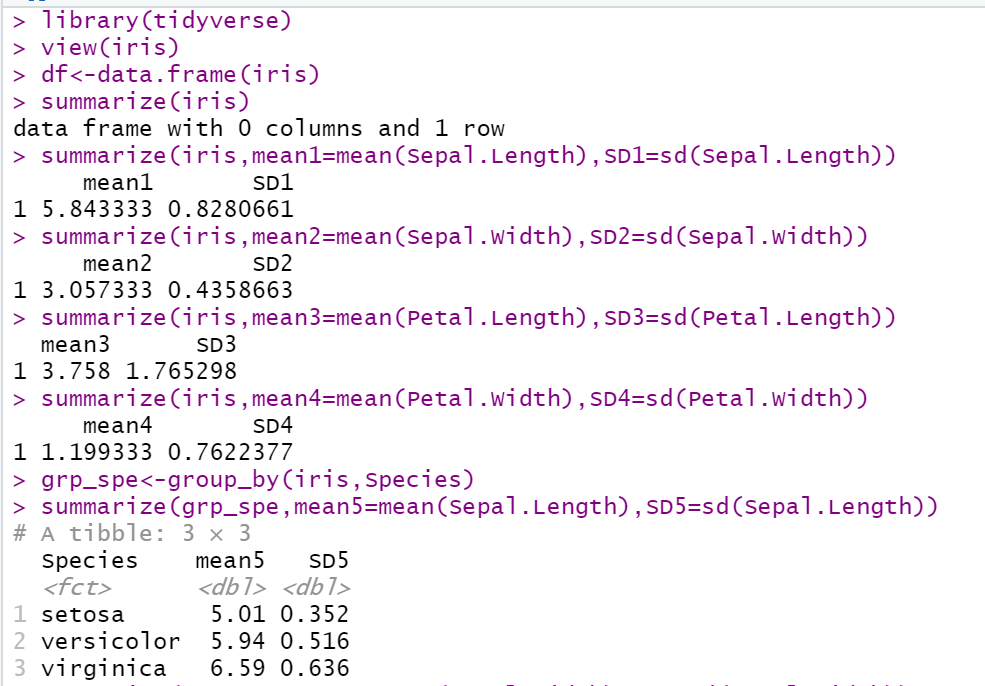 > library(tidyverse)
> view(iris)
> df<-data.frame(iris)
> summarize(iris)
data frame with 0 columns and 1 row
> summarize(iris,mean1=mean(Sepal.Length),SD1=sd(Sepal.Length))
     mean1       SD1
1 5.843333 0.8280661
> summarize(iris,mean2=mean(Sepal.Width),SD2=sd(Sepal.Width))
     mean2       SD2
1 3.057333 0.4358663
> summarize(iris,mean3=mean(Petal.Length),SD3=sd(Petal.Length))
  mean3      SD3
1 3.758 1.765298
> summarize(iris,mean4=mean(Petal.Width),SD4=sd(Petal.Width))
     mean4       SD4
1 1.199333 0.7622377
> grp_spe<-group_by(iris,Species)
> summarize(grp_spe,mean5=mean(Sepal.Length),SD5=sd(Sepal.Length))
# A tibble: 3 × 3
  Species    mean5   SD5
  <fct>      <dbl> <dbl>
1 setosa      5.01 0.352
2 versicolor  5.94 0.516
3 virginica   6.59 0.636